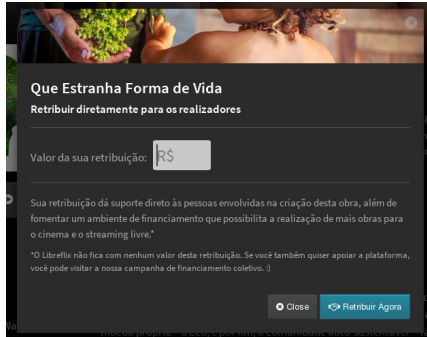 Que Estranha Forma de Vida
Retribuir diretamente para os realizadores
Valor da sua retribuição: R$
Sua retribuição dá suporte direto às pessoas envolvidas na criação desta obra, além de
fomentar um ambiente de financiamento que possibilita a realização de mais obras para
o cinema e o streaming livre.*
*O Libreflix não fica com nenhum valor desta retribuição. Se você também quiser apoiar a plataforma,
você pode visitar a nossa campanha de financiamento coletivo. :)
Close Retribuir Agora